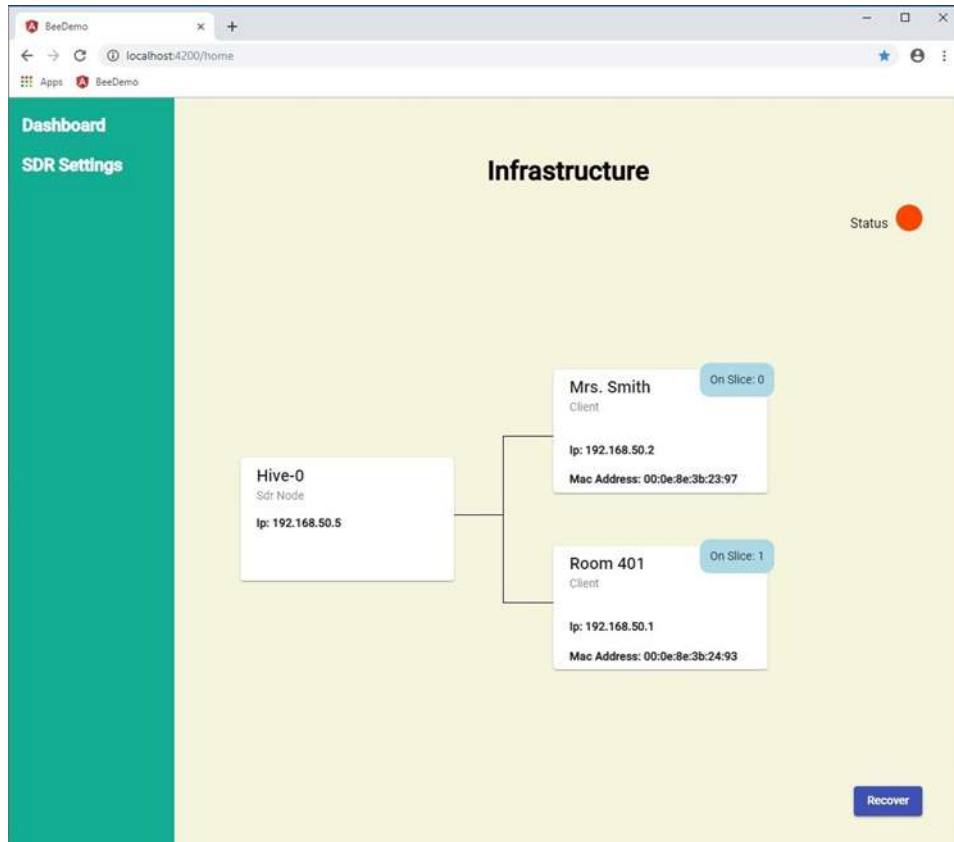 BeeDemo
localhost:4200/home
Apps BeeDemo
Dashboard
SDR Settings
Infrastructure
Status
Hive-0
Sdr Node
Ip: 192.168.50.5
On Slice: 0
Mrs. Smith
Client
Ip: 192.168.50.2
Mac Address: 00:0e:8e:3b:23:97
On Slice: 1
Room 401
Client
Ip: 192.168.50.1
Mac Address: 00:0e:8e:3b:24:93
Recover